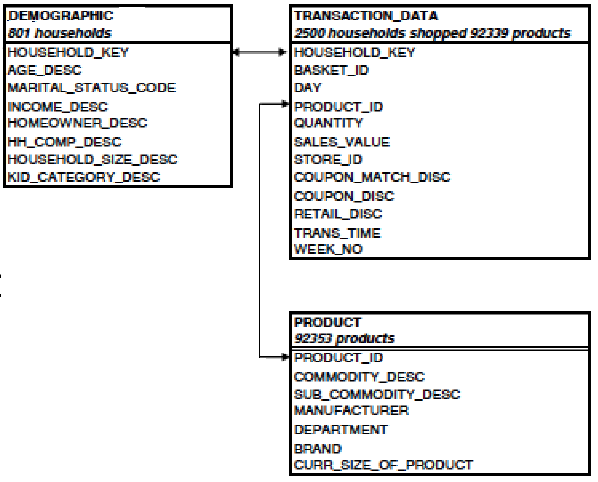 DEMOGRAPHIC
801 households
HOUSEHOLD_KEY
AGE_DESC
MARITAL_STATUS_CODE
INCOME_DESC
HOMEOWNER_DESC
HH_COMP_DESC
HOUSEHOLD_SIZE_DESC
KID_CATEGORY_DESC
TRANSACTION_DATA
2500 households shopped 92339 products
HOUSEHOLD_KEY
BASKET_ID
DAY
PRODUCT_ID
QUANTITY
SALES_VALUE
STORE_ID
COUPON_MATCH_DISC
COUPON_DISC
RETAIL_DISC
TRANS_TIME
WEEK_NO
PRODUCT
92353 products
PRODUCT_ID
COMMODITY_DESC
SUB_COMMODITY_DESC
MANUFACTURER
DEPARTMENT
BRAND
CURR_SIZE_OF_PRODUCT